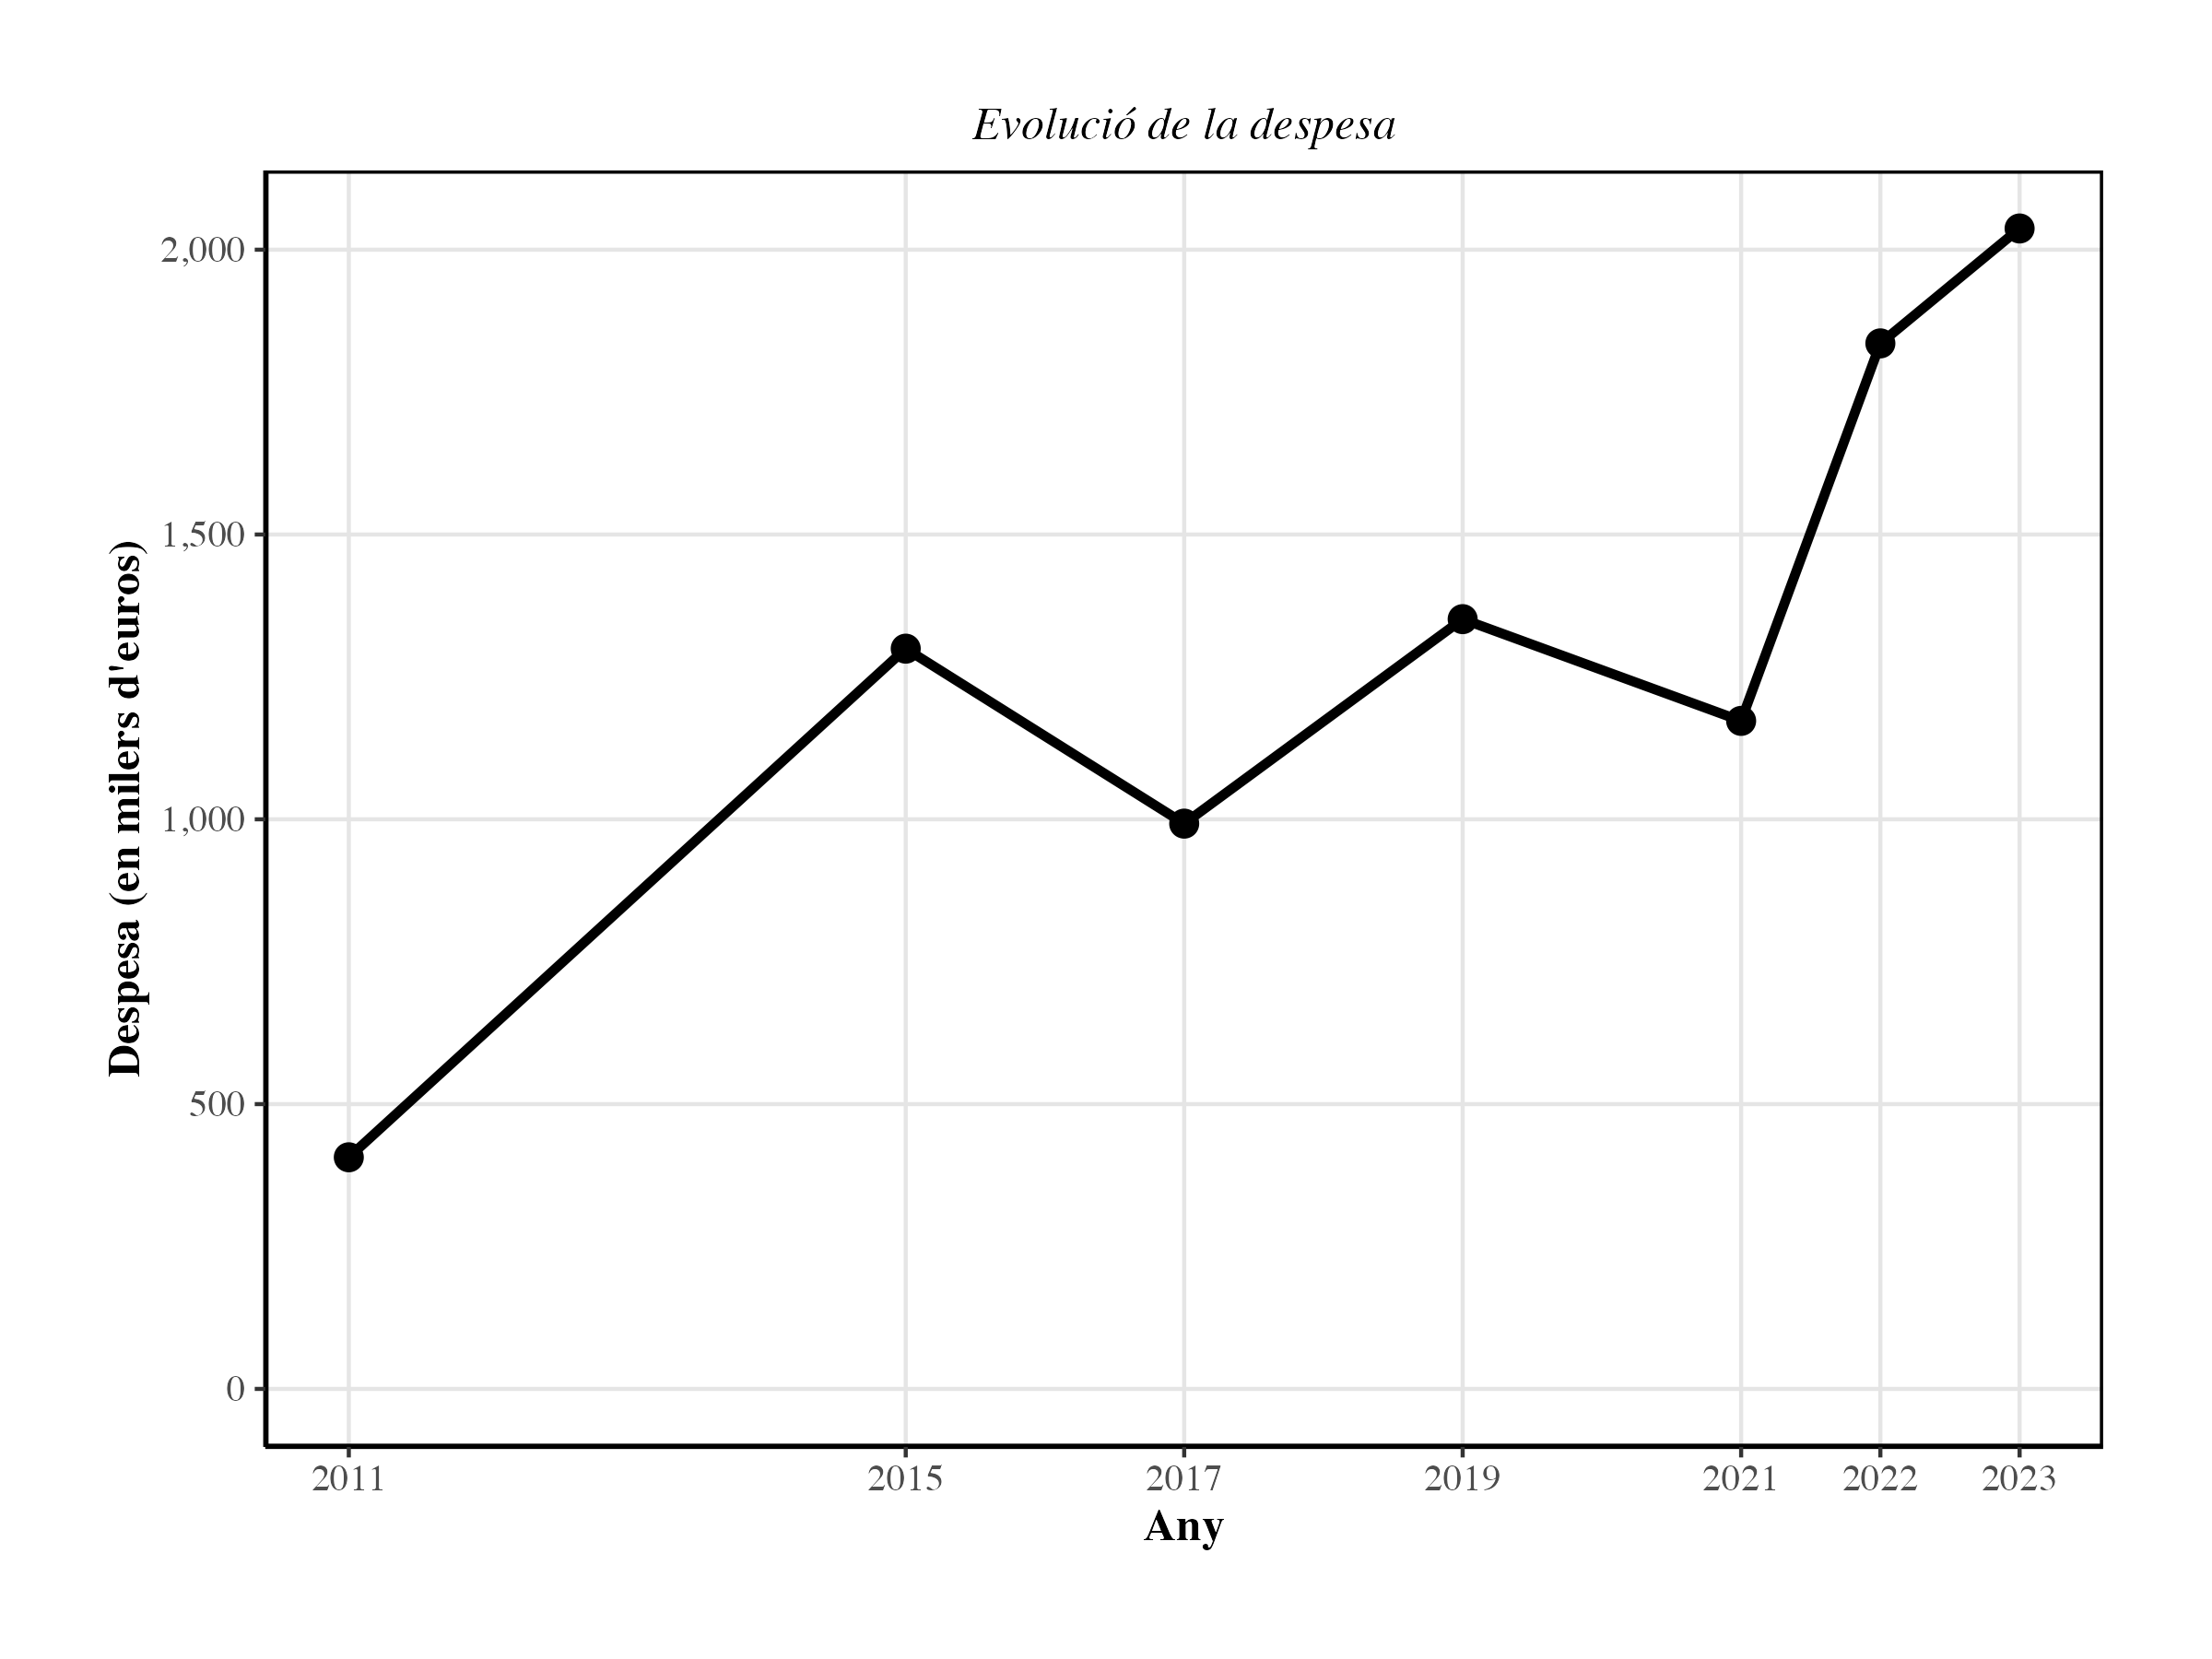 Evolució de la despesa
Despesa (en milers d'euros)
2,000
1,500
1,000
500
0
2011 2015 2017 2019 2021 2022 2023
Any